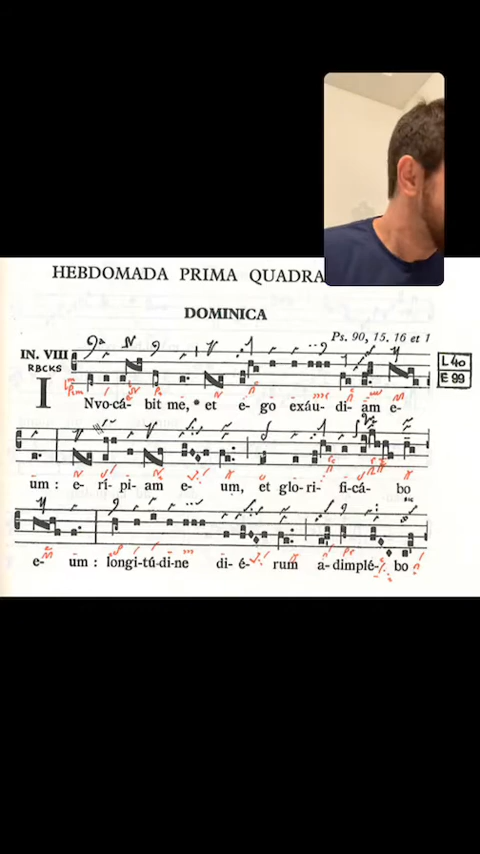 HEBDOMADA PRIMA QUADRA
DOMINICA
Ps. 90, 15. 16 et 1
IN. VIII
RBCKS
L 40
E 99
INvo-cá- bit me, * et e- go exáu- di- am e-
um : e- rí- pi- am e- um, et glo-ri- fi-cá- bo
e- um : longi-tú-di-ne di- é- rum a-dimplé- bo